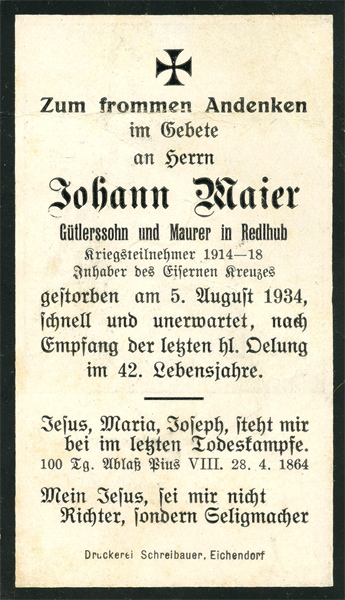 Zum frommen Andenken
im Gebete
an Herrn
Johann Maier
Gütlerssohn und Maurer in Redlhub
Kriegsteilnehmer 1914—18
Inhaber des Eisernen Kreuzes
gestorben am 5. August 1934,
schnell und unerwartet, nach
Empfang der letzten hl. Oelung
im 42. Lebensjahre.
Jesus, Maria, Joseph, steht mir
bei im letzten Todeskampfe.
100 Tg. Ablaß Pius VIII. 28. 4. 1864
Mein Jesus, sei mir nicht
Richter, sondern Seligmacher
Druckerei Schreibauer, Eichendorf